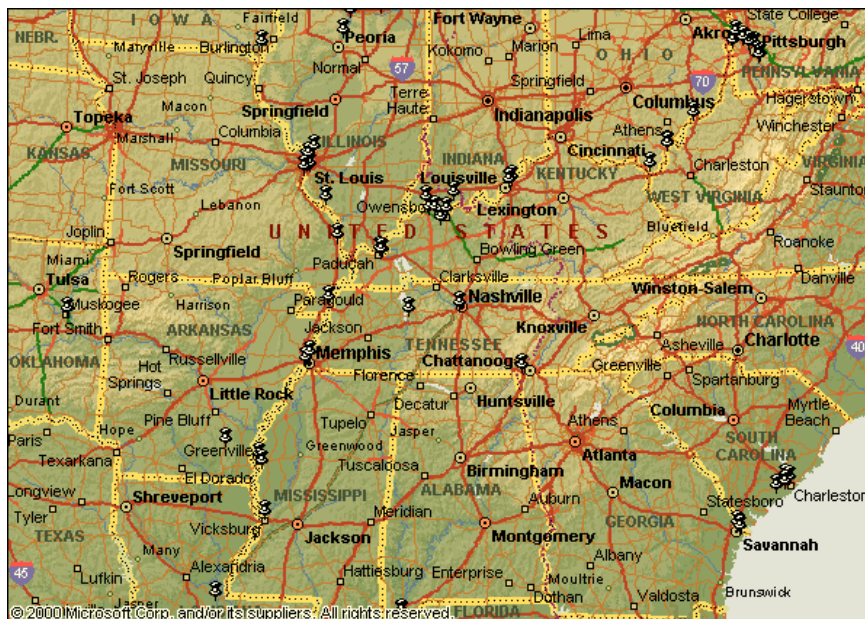 I O W A
Fairfield
Fort Wayne
Lima
State College
NEBR.
Maryville
Burlington
Peoria
Kokomo
Marion
O H I O
Akro
Pittsburgh
Normal
57
70
PENNSYLVANIA
St. Joseph
Quincy
Terre
Haute
Springfield
Hagerstown
Macon
Springfield
Indianapolis
Columbus
Winchester
Topeka
Marshall
Columbia
ILLINOIS
Athens
VIRGINIA
KANSAS
MISSOURI
INDIANA
Cincinnati
Charleston
St. Louis
Louisville
KENTUCKY
Staunton
Fort Scott
Lebanon
Owensbo
Lexington
WEST VIRGINIA
Joplin
Springfield
U N I T E D S T A T E S
Bluefield
Roanoke
Miami
Paducah
Bowling Green
Tulsa
Rogers
Poplar Bluff
Clarksville
Danville
Muskogee
Harrison
Paragould
Nashville
Winston-Salem
Fort Smith
ARKANSAS
Jackson
Knoxville
NORTH CAROLINA
OKLAHOMA
Russellville
Memphis
TENNESSEE
Chattanoog
Asheville
Charlotte
40
Hot
Springs
Florence
Greenville
Spartanburg
Little Rock
Decatur
Huntsville
Durant
Pine Bluff
Tupelo
Athens
Columbia
Myrtle
Beach
Paris
Hope
Greenwood
Jasper
SOUTH
CAROLINA
Texarkana
Greenville
Tuscaloosa
Atlanta
El Dorado
Birmingham
Longview
Shreveport
MISSISSIPPI
ALABAMA
Macon
Charleston
Tyler
Auburn
Statesboro
TEXAS
Vicksburg
Jackson
Meridian
Montgomery
GEORGIA
Savannah
Many
45
Lufkin
Alexandria
Hattiesburg
Enterprise
Albany
Moultrie
Dothan
Valdosta
Brunswick
Jasper
FLORIDA
© 2000 Microsoft Corp. and/or its suppliers. All rights reserved.